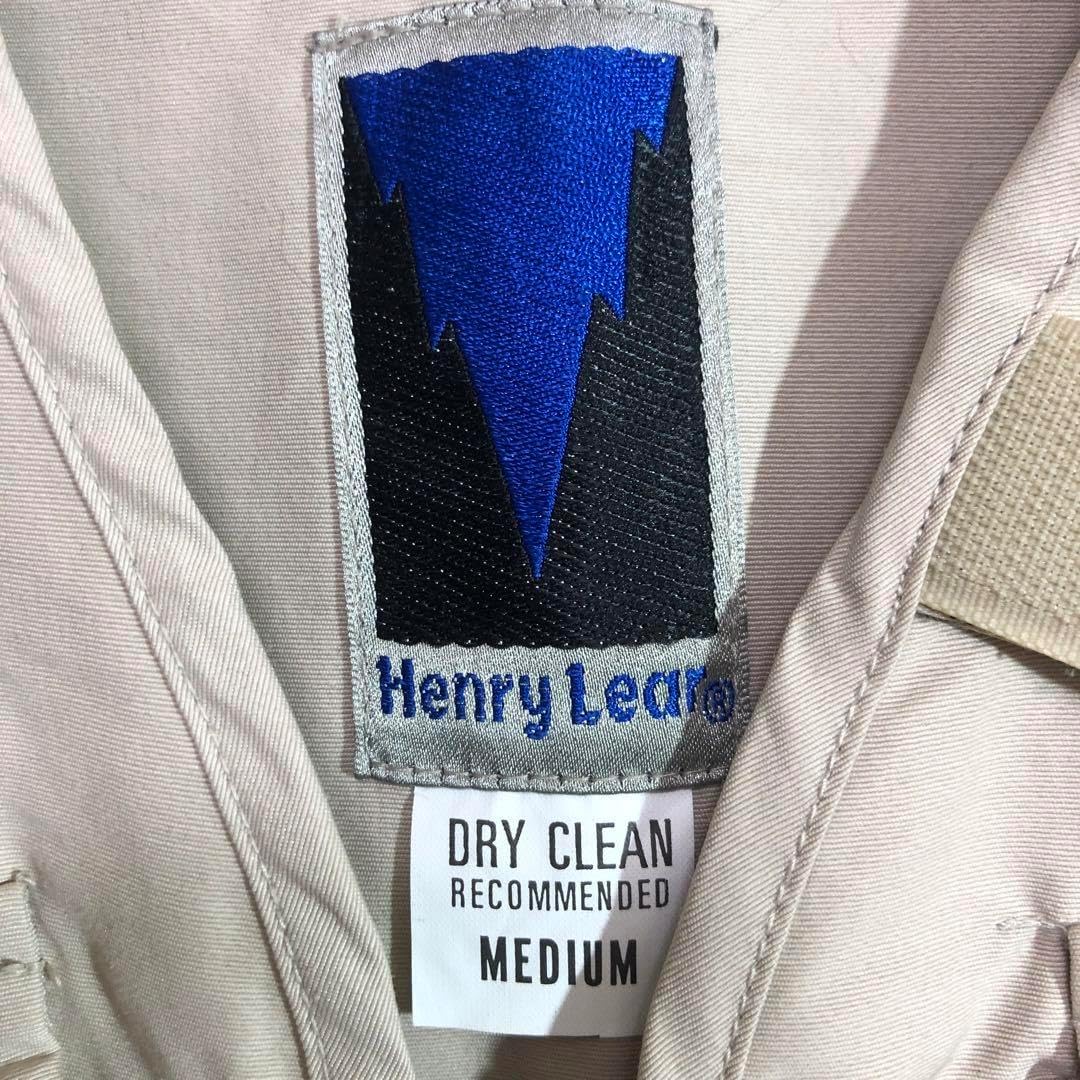 Henry Lear®
DRY CLEAN
RECOMMENDED
MEDIUM